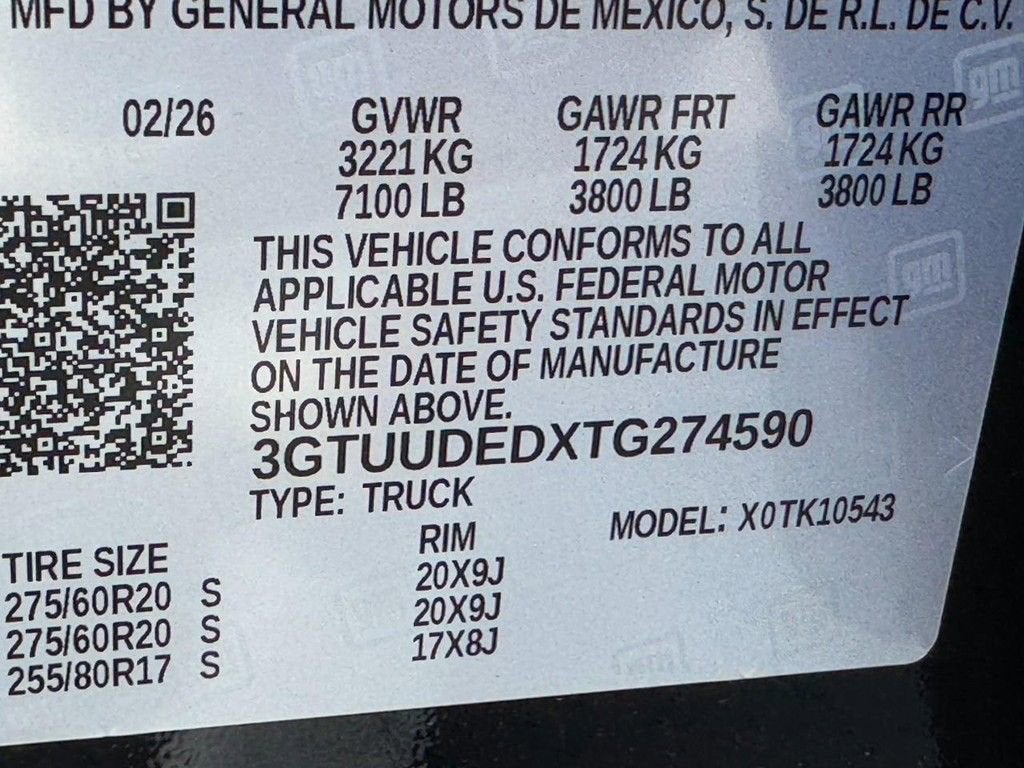 MFD BY GENERAL MOTORS DE MEXICO, S. DE R.L. DE C.V.
02/26 GVWR GAWR FRT GAWR RR
3221 KG 1724 KG 1724 KG
7100 LB 3800 LB 3800 LB
THIS VEHICLE CONFORMS TO ALL
APPLICABLE U.S. FEDERAL MOTOR
VEHICLE SAFETY STANDARDS IN EFFECT
ON THE DATE OF MANUFACTURE
SHOWN ABOVE.
3GTUUDEDXTG274590
TYPE: TRUCK
MODEL: X0TK10543
TIRE SIZE RIM
275/60R20 S 20X9J
275/60R20 S 20X9J
255/80R17 S 17X8J
gm
gm
gm